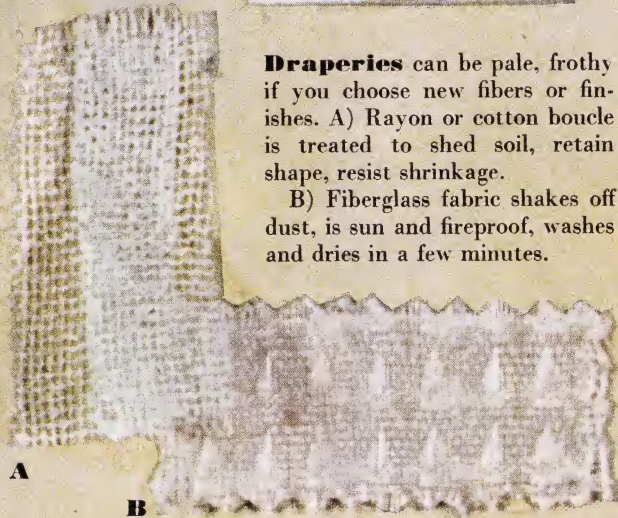 Draperies can be pale, frothy
if you choose new fibers or fin-
ishes. A) Rayon or cotton boucle
is treated to shed soil, retain
shape, resist shrinkage.
B) Fiberglass fabric shakes off
dust, is sun and fireproof, washes
and dries in a few minutes.
A
B